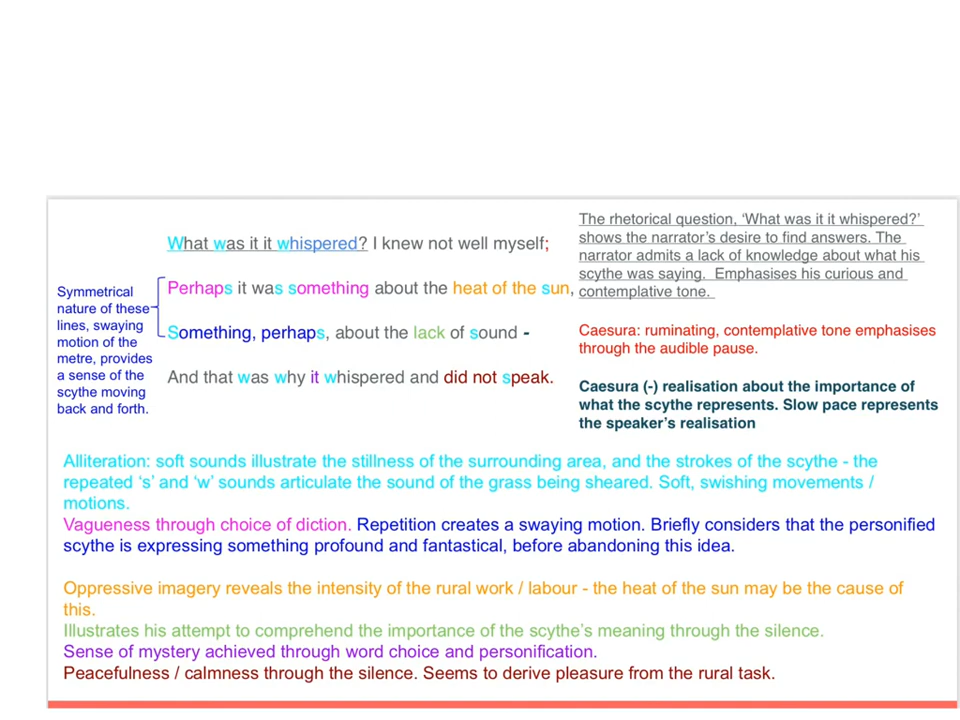 What was it it whispered? I knew not well myself;
Perhaps it was something about the heat of the sun,
Something, perhaps, about the lack of sound -
And that was why it whispered and did not speak.
Symmetrical
nature of these
lines, swaying
motion of the
metre, provides
a sense of the
scythe moving
back and forth.
The rhetorical question, ‘What was it it whispered?’
shows the narrator’s desire to find answers. The
narrator admits a lack of knowledge about what his
scythe was saying. Emphasises his curious and
contemplative tone.
Caesura: ruminating, contemplative tone emphasises
through the audible pause.
Caesura (-) realisation about the importance of
what the scythe represents. Slow pace represents
the speaker’s realisation
Alliteration: soft sounds illustrate the stillness of the surrounding area, and the strokes of the scythe - the
repeated ‘s’ and ‘w’ sounds articulate the sound of the grass being sheared. Soft, swishing movements /
motions.
Vagueness through choice of diction. Repetition creates a swaying motion. Briefly considers that the personified
scythe is expressing something profound and fantastical, before abandoning this idea.
Oppressive imagery reveals the intensity of the rural work / labour - the heat of the sun may be the cause of
this.
Illustrates his attempt to comprehend the importance of the scythe’s meaning through the silence.
Sense of mystery achieved through word choice and personification.
Peacefulness / calmness through the silence. Seems to derive pleasure from the rural task.